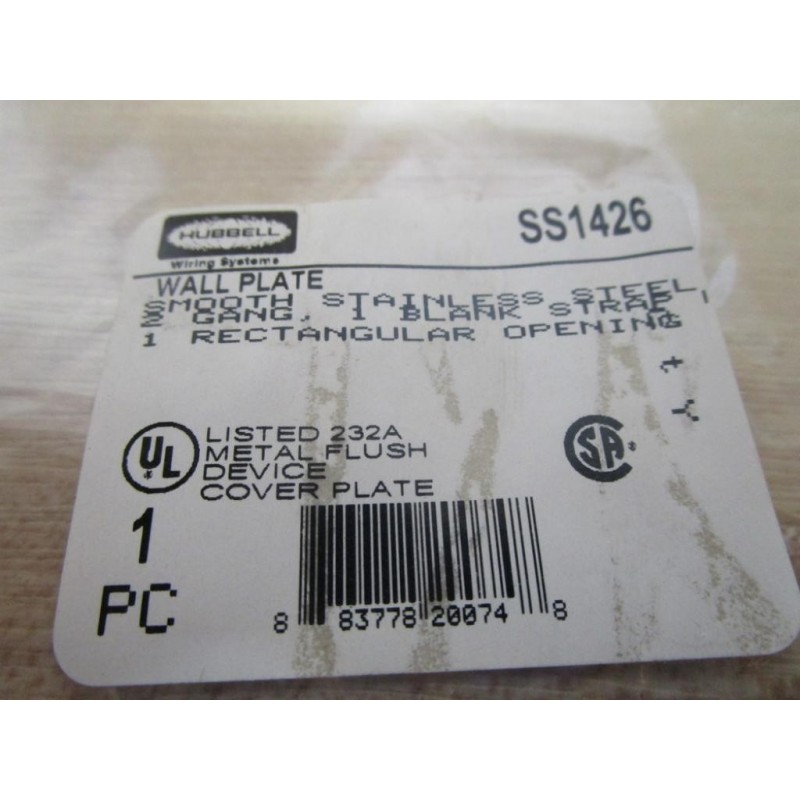 HUBBELL
Wiring Systems
SS1426
WALL PLATE
SMOOTH STAINLESS STEEL,
2 GANG, 1 BLANK STRAP,
1 RECTANGULAR OPENING
t
Y
UL
LISTED 232A
METAL FLUSH
DEVICE
COVER PLATE
SA
1
PC
8 83778 20074 8